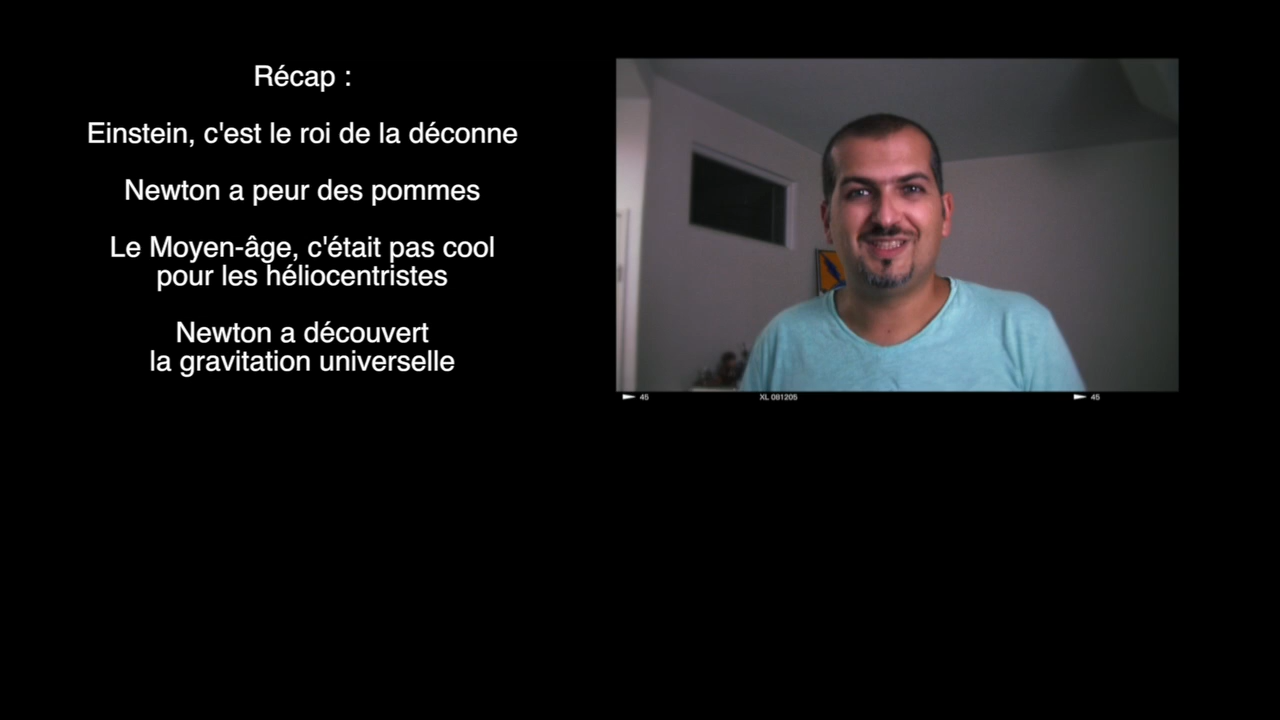 Récap :
Einstein, c'est le roi de la déconne
Newton a peur des pommes
Le Moyen-âge, c'était pas cool
pour les héliocentristes
Newton a découvert
la gravitation universelle
45
XL 081205
45